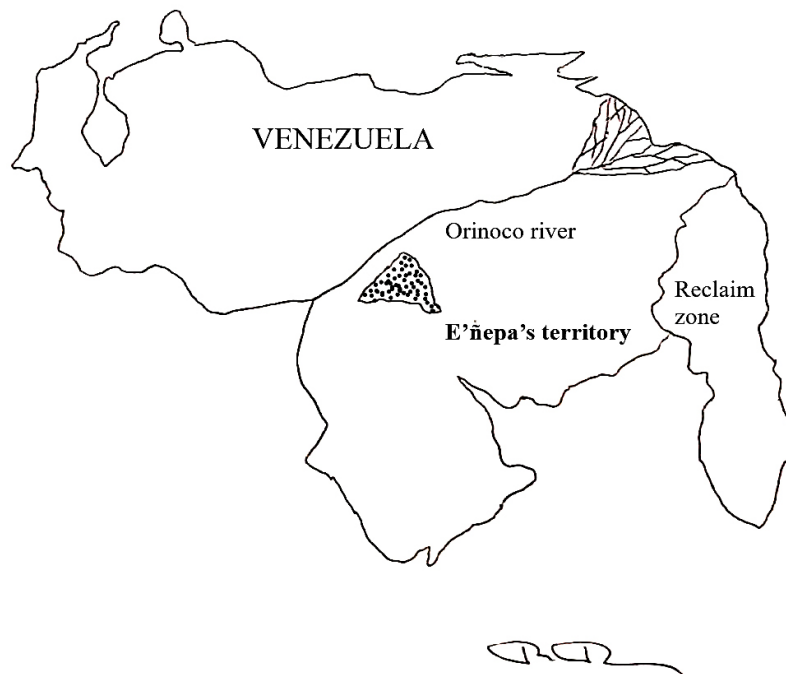 VENEZUELA
Orinoco river
Reclaim
zone
E’ñepa’s territory